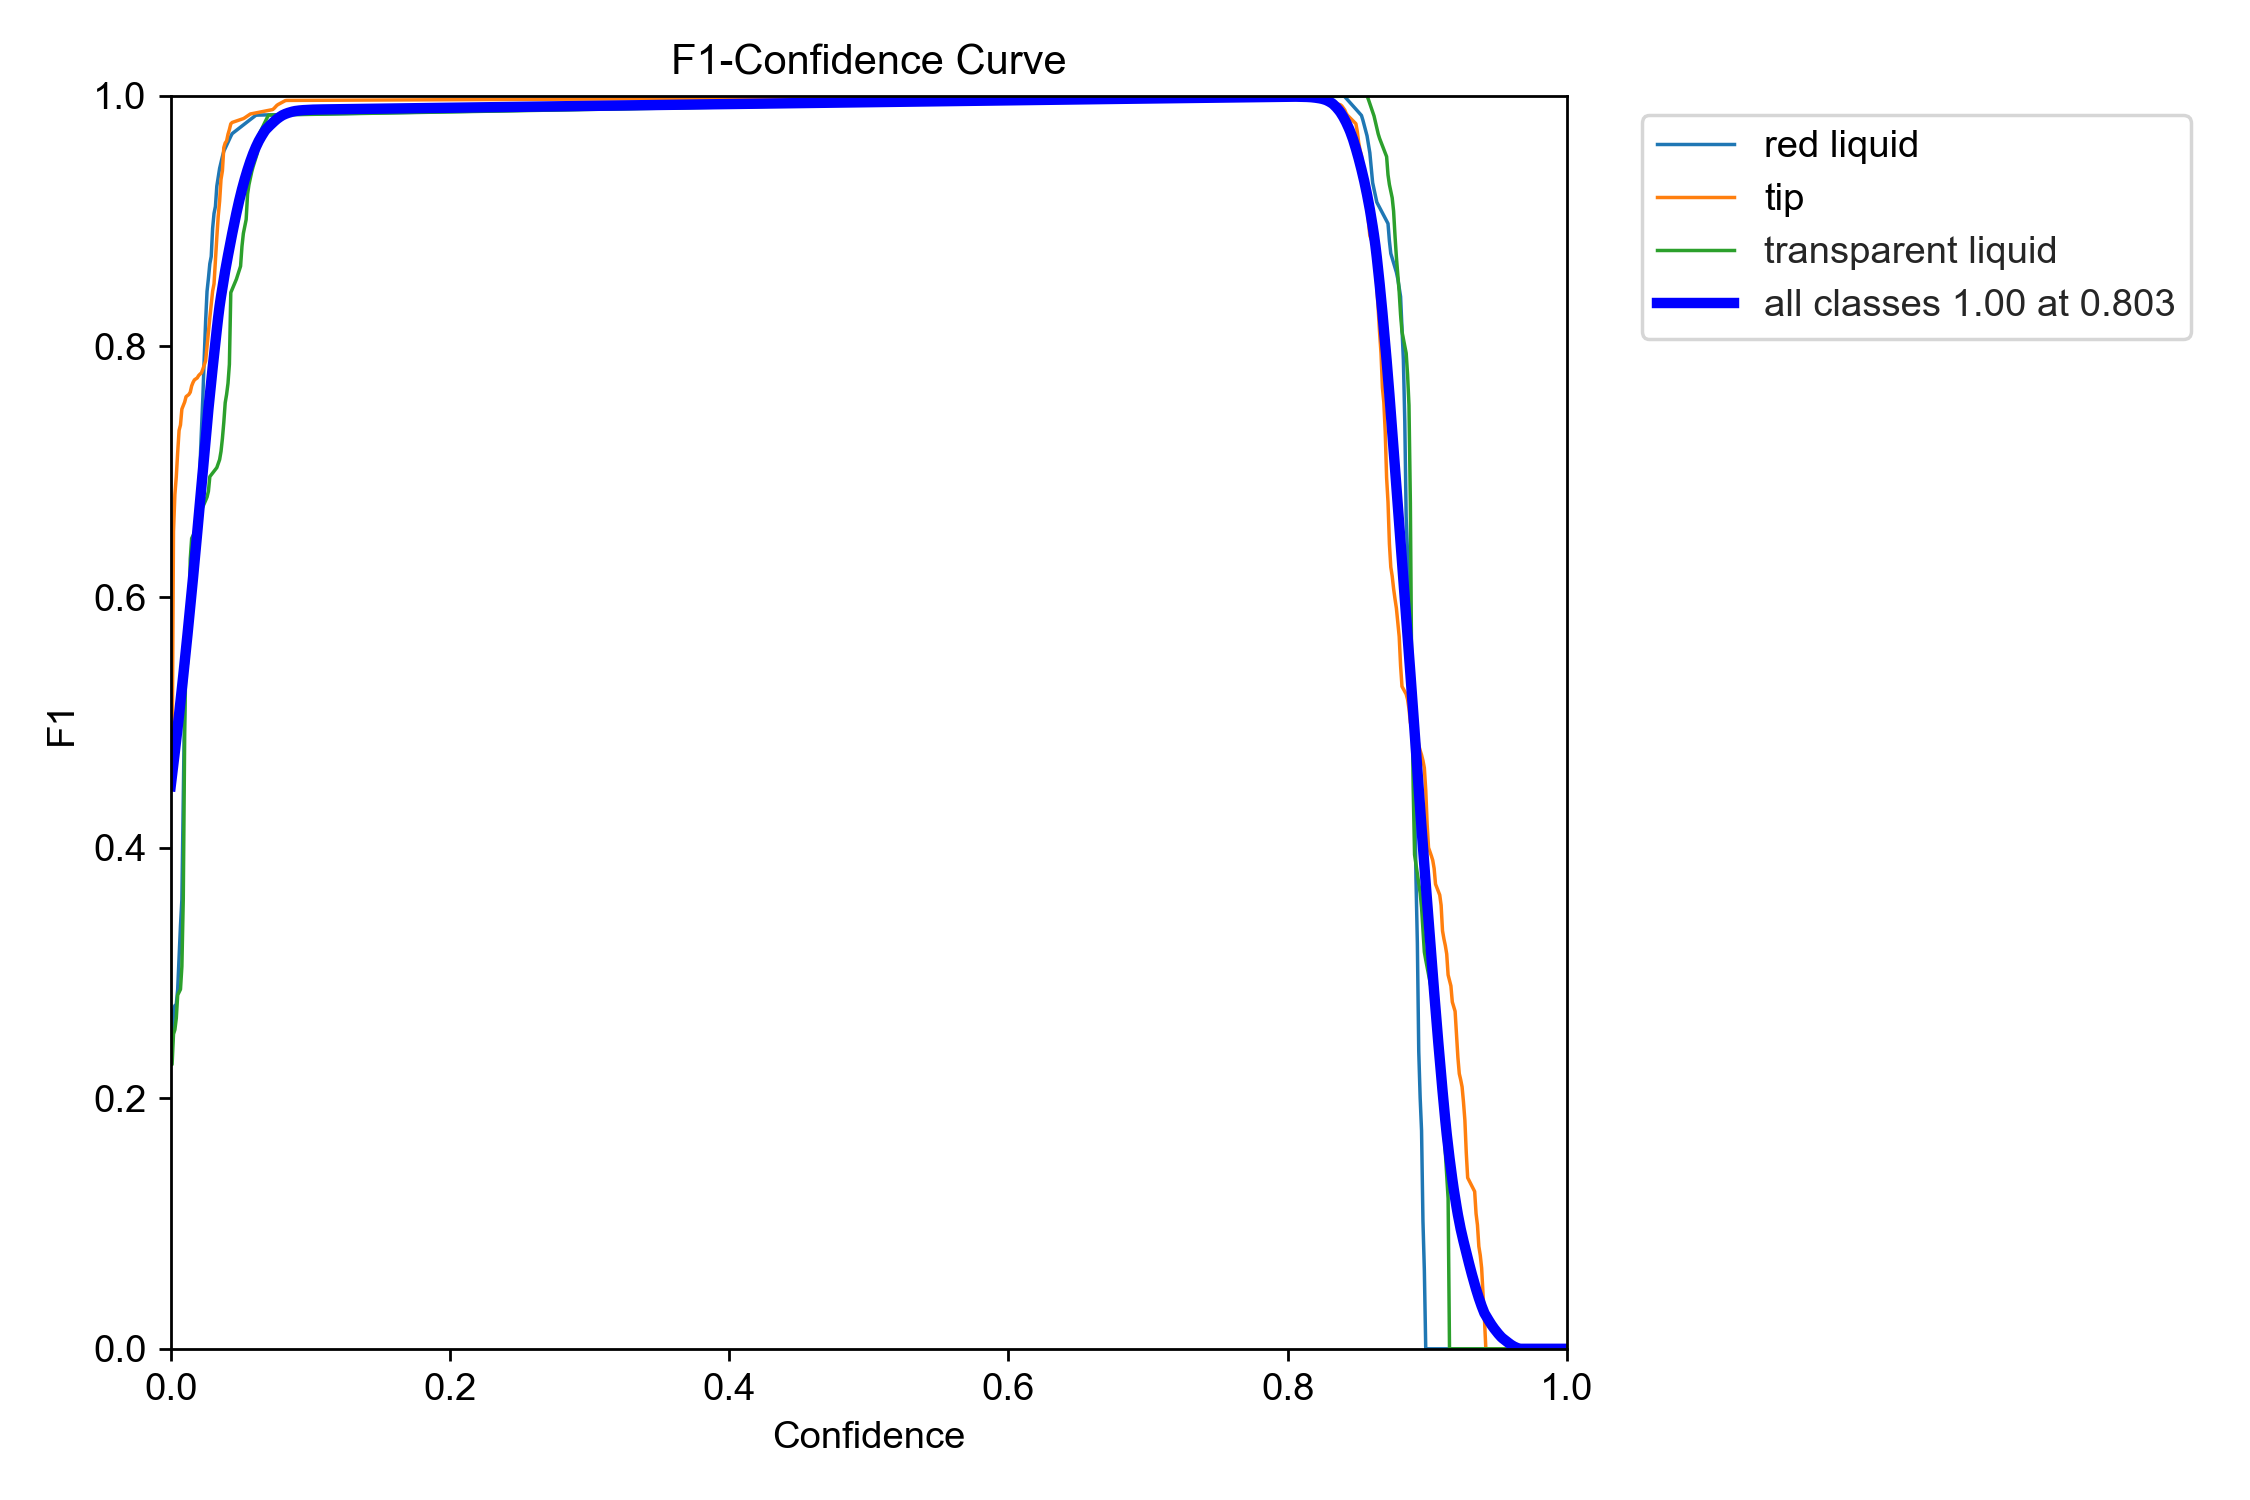 F1-Confidence Curve
1.0
0.8
0.6
0.4
0.2
0.0
F1
0.0 0.2 0.4 0.6 0.8 1.0
Confidence
red liquid
tip
transparent liquid
all classes 1.00 at 0.803